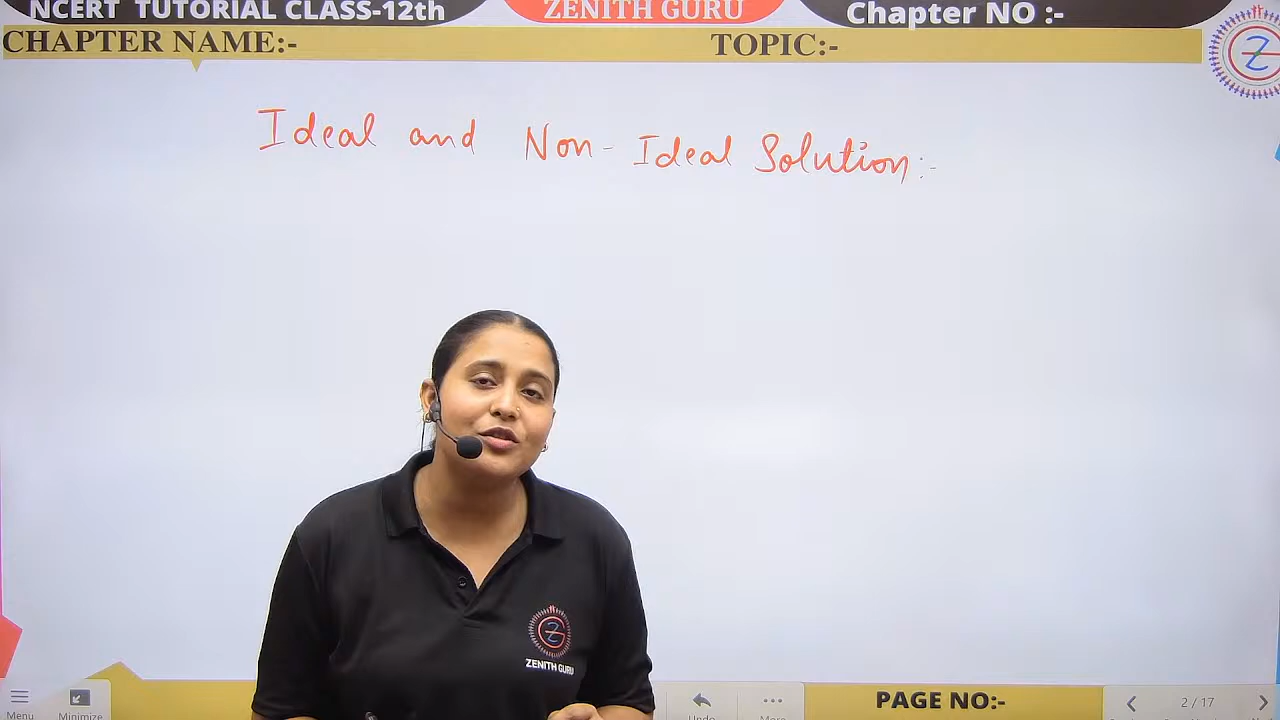 NCERT TUTORIAL CLASS-12th
ZENITH GURU
Chapter NO :-
CHAPTER NAME:-
TOPIC:-
Ideal and Non-Ideal Solution:-
ZENITH GURU
Menu
Minimize
Undo
More
PAGE NO:-
2 / 17